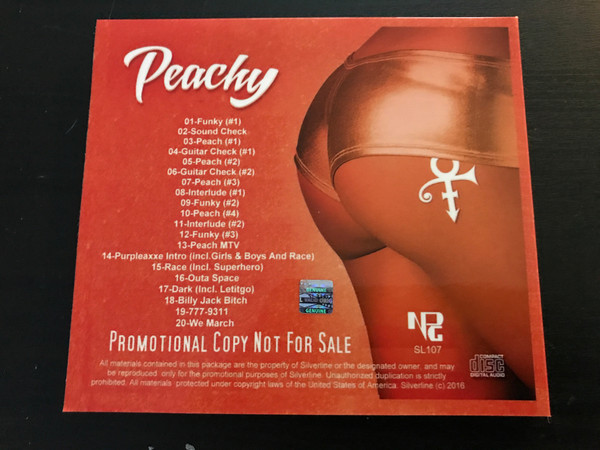 Peachy
01-Funky (#1)
02-Sound Check
03-Peach (#1)
04-Guitar Check (#1)
05-Peach (#2)
06-Guitar Check (#2)
07-Peach (#3)
08-Interlude (#1)
09-Funky (#2)
10-Peach (#4)
11-Interlude (#2)
12-Funky (#3)
13-Peach MTV
14-Purpleaxxe Intro (incl.Girls & Boys And Race)
15-Race (Incl. Superhero)
16-Outa Space
17-Dark (Incl. Letitgo)
18-Billy Jack Bitch
19-777-9311
20-We March
GENUINE
GENUINE
NPG
SL107
PROMOTIONAL COPY NOT FOR SALE
All materials contained in this package are the property of Silverline or the designated owner, and may
be reproduced only for the promotional purposes of Silverline. Unauthorized duplication is strictly
prohibited. All materials protected under copyright laws of the United States of America. Silverline (c) 2016
COMPACT
disc
DIGITAL AUDIO